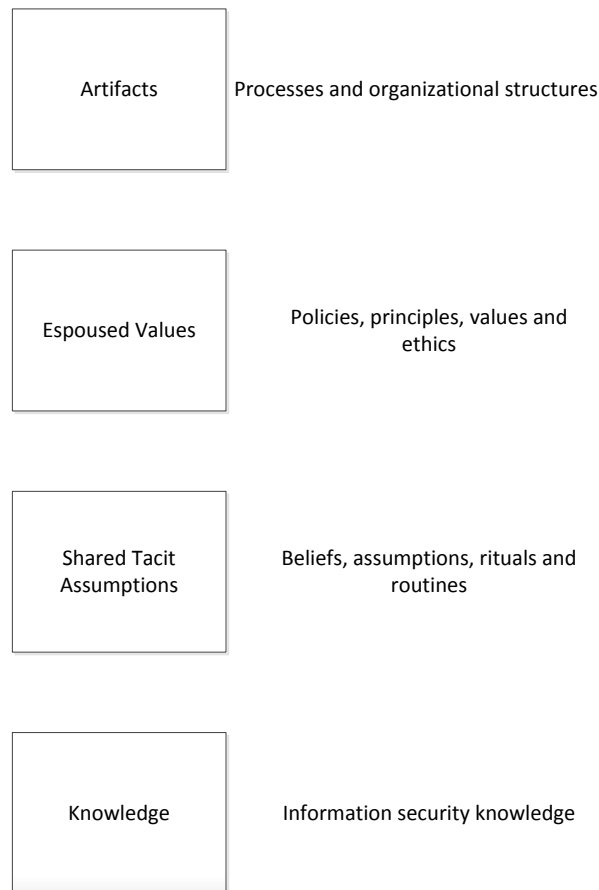 Artifacts
Processes and organizational structures
Espoused Values
Policies, principles, values and
ethics
Shared Tacit
Assumptions
Beliefs, assumptions, rituals and
routines
Knowledge
Information security knowledge